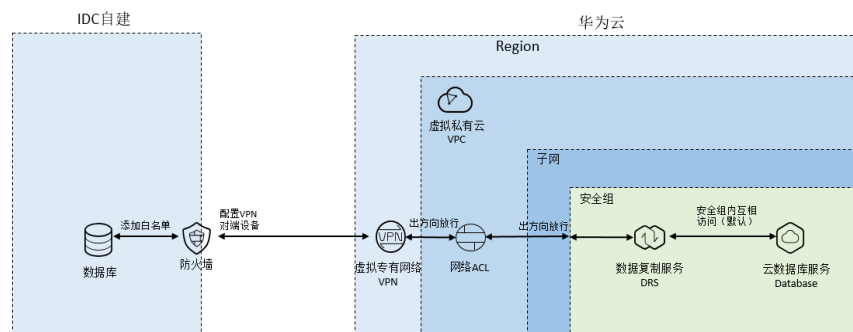 IDC自建
华为云
Region
虚拟私有云
VPC
子网
安全组
数据库
添加白名单
防火墙
配置VPN
对端设备
VPN
虚拟专有网络
VPN
出方向放行
网络ACL
出方向放行
数据复制服务
DRS
安全组内互相
访问（默认）
云数据库服务
Database